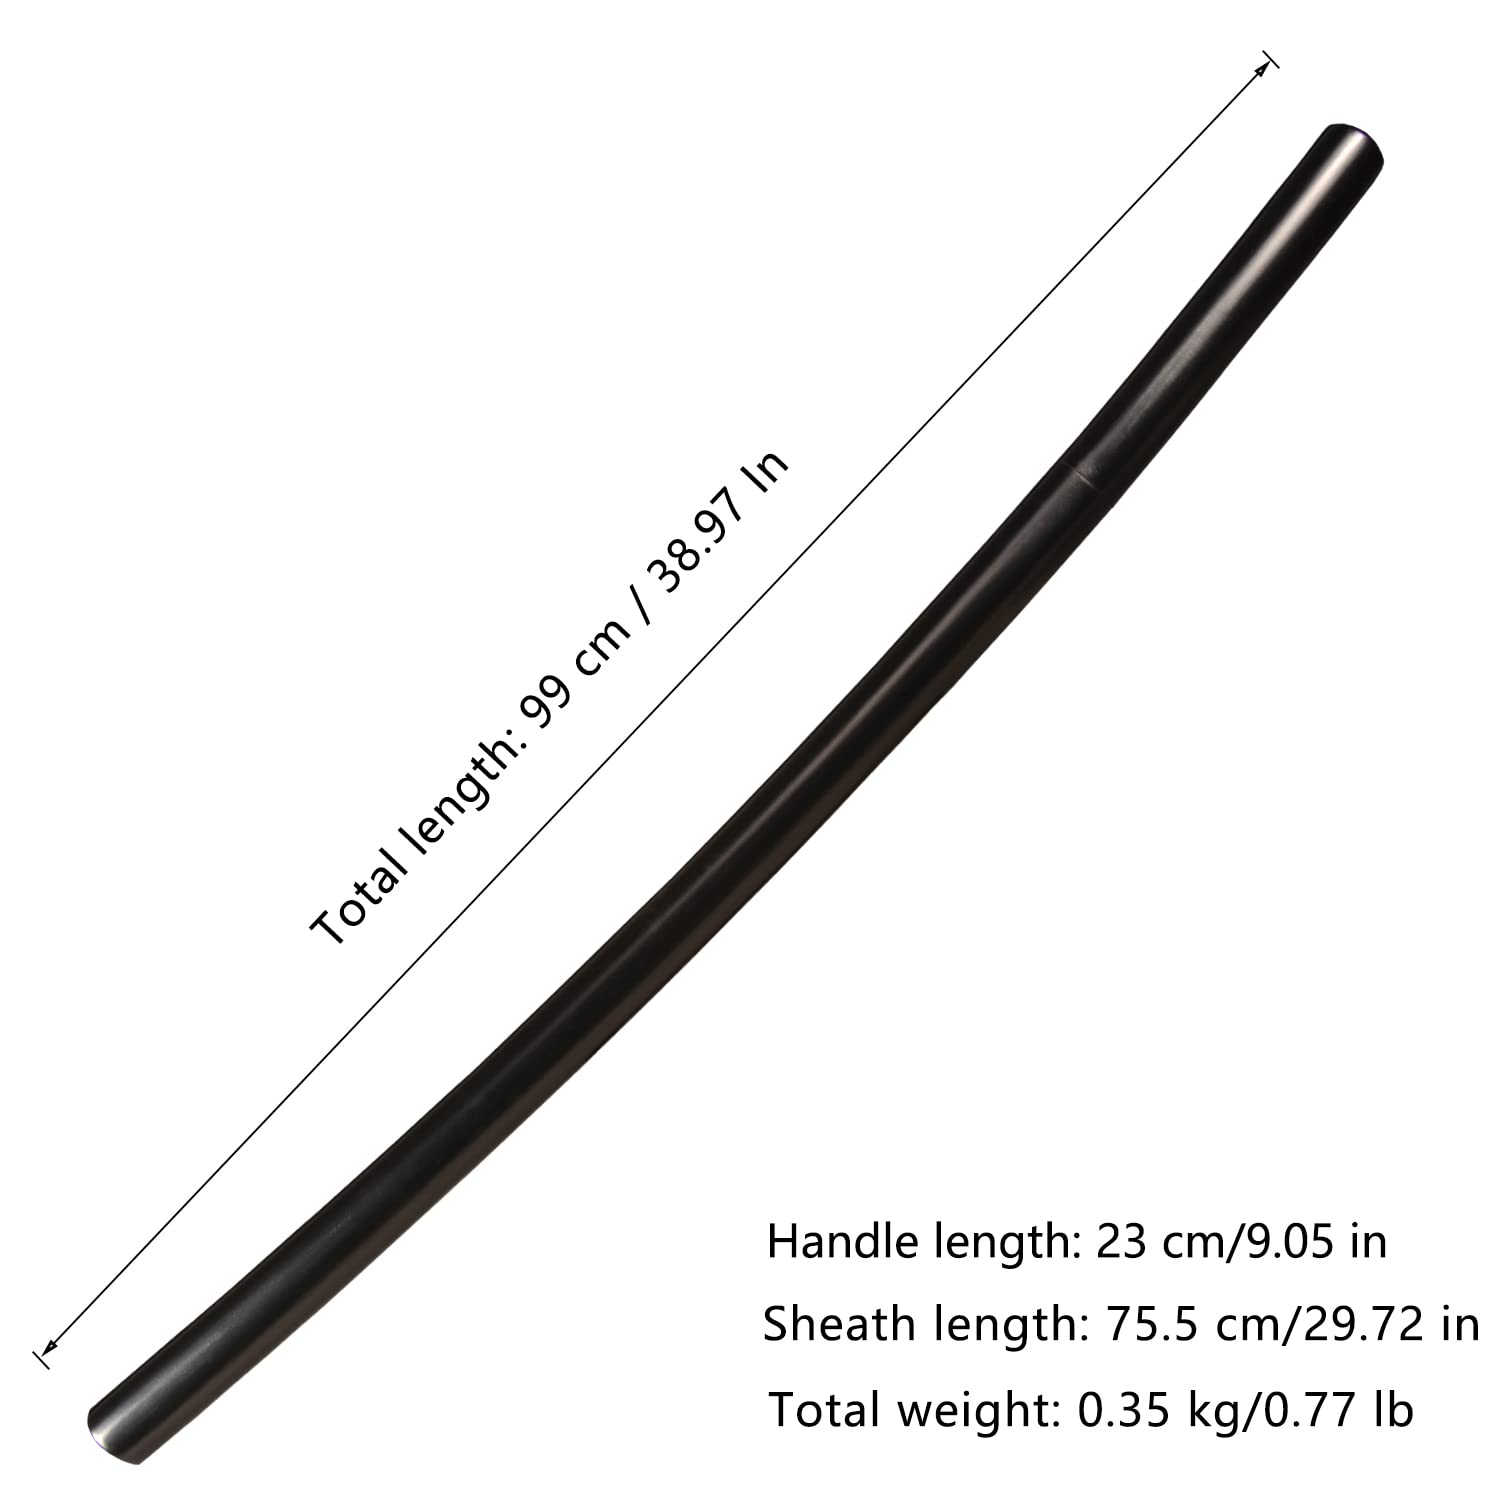 Total length: 99 cm / 38.97 In
Handle length: 23 cm/9.05 in
Sheath length: 75.5 cm/29.72 in
Total weight: 0.35 kg/0.77 lb